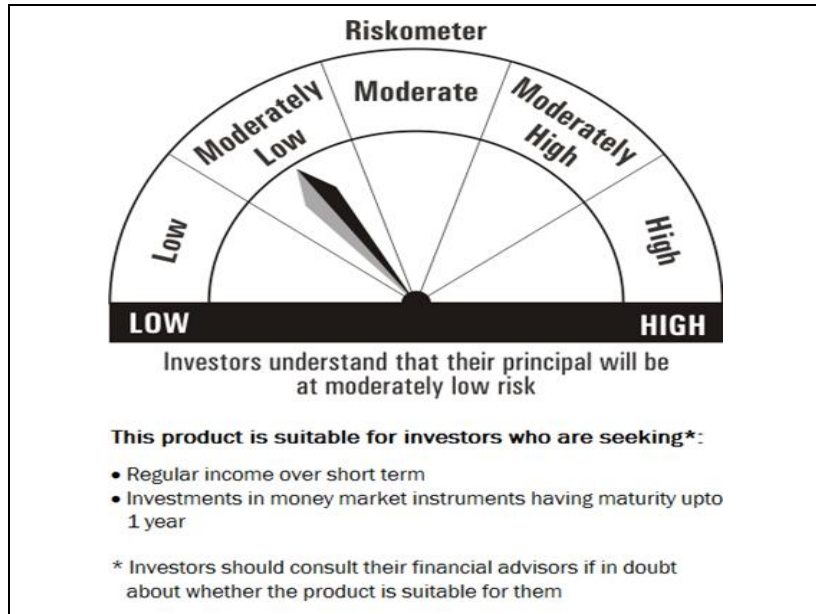 Riskometer
Low
Moderately
Low
Moderate
Moderately
High
High
LOW
HIGH
Investors understand that their principal will be
at moderately low risk
This product is suitable for investors who are seeking*:
• Regular income over short term
• Investments in money market instruments having maturity upto
1 year
* Investors should consult their financial advisors if in doubt
about whether the product is suitable for them